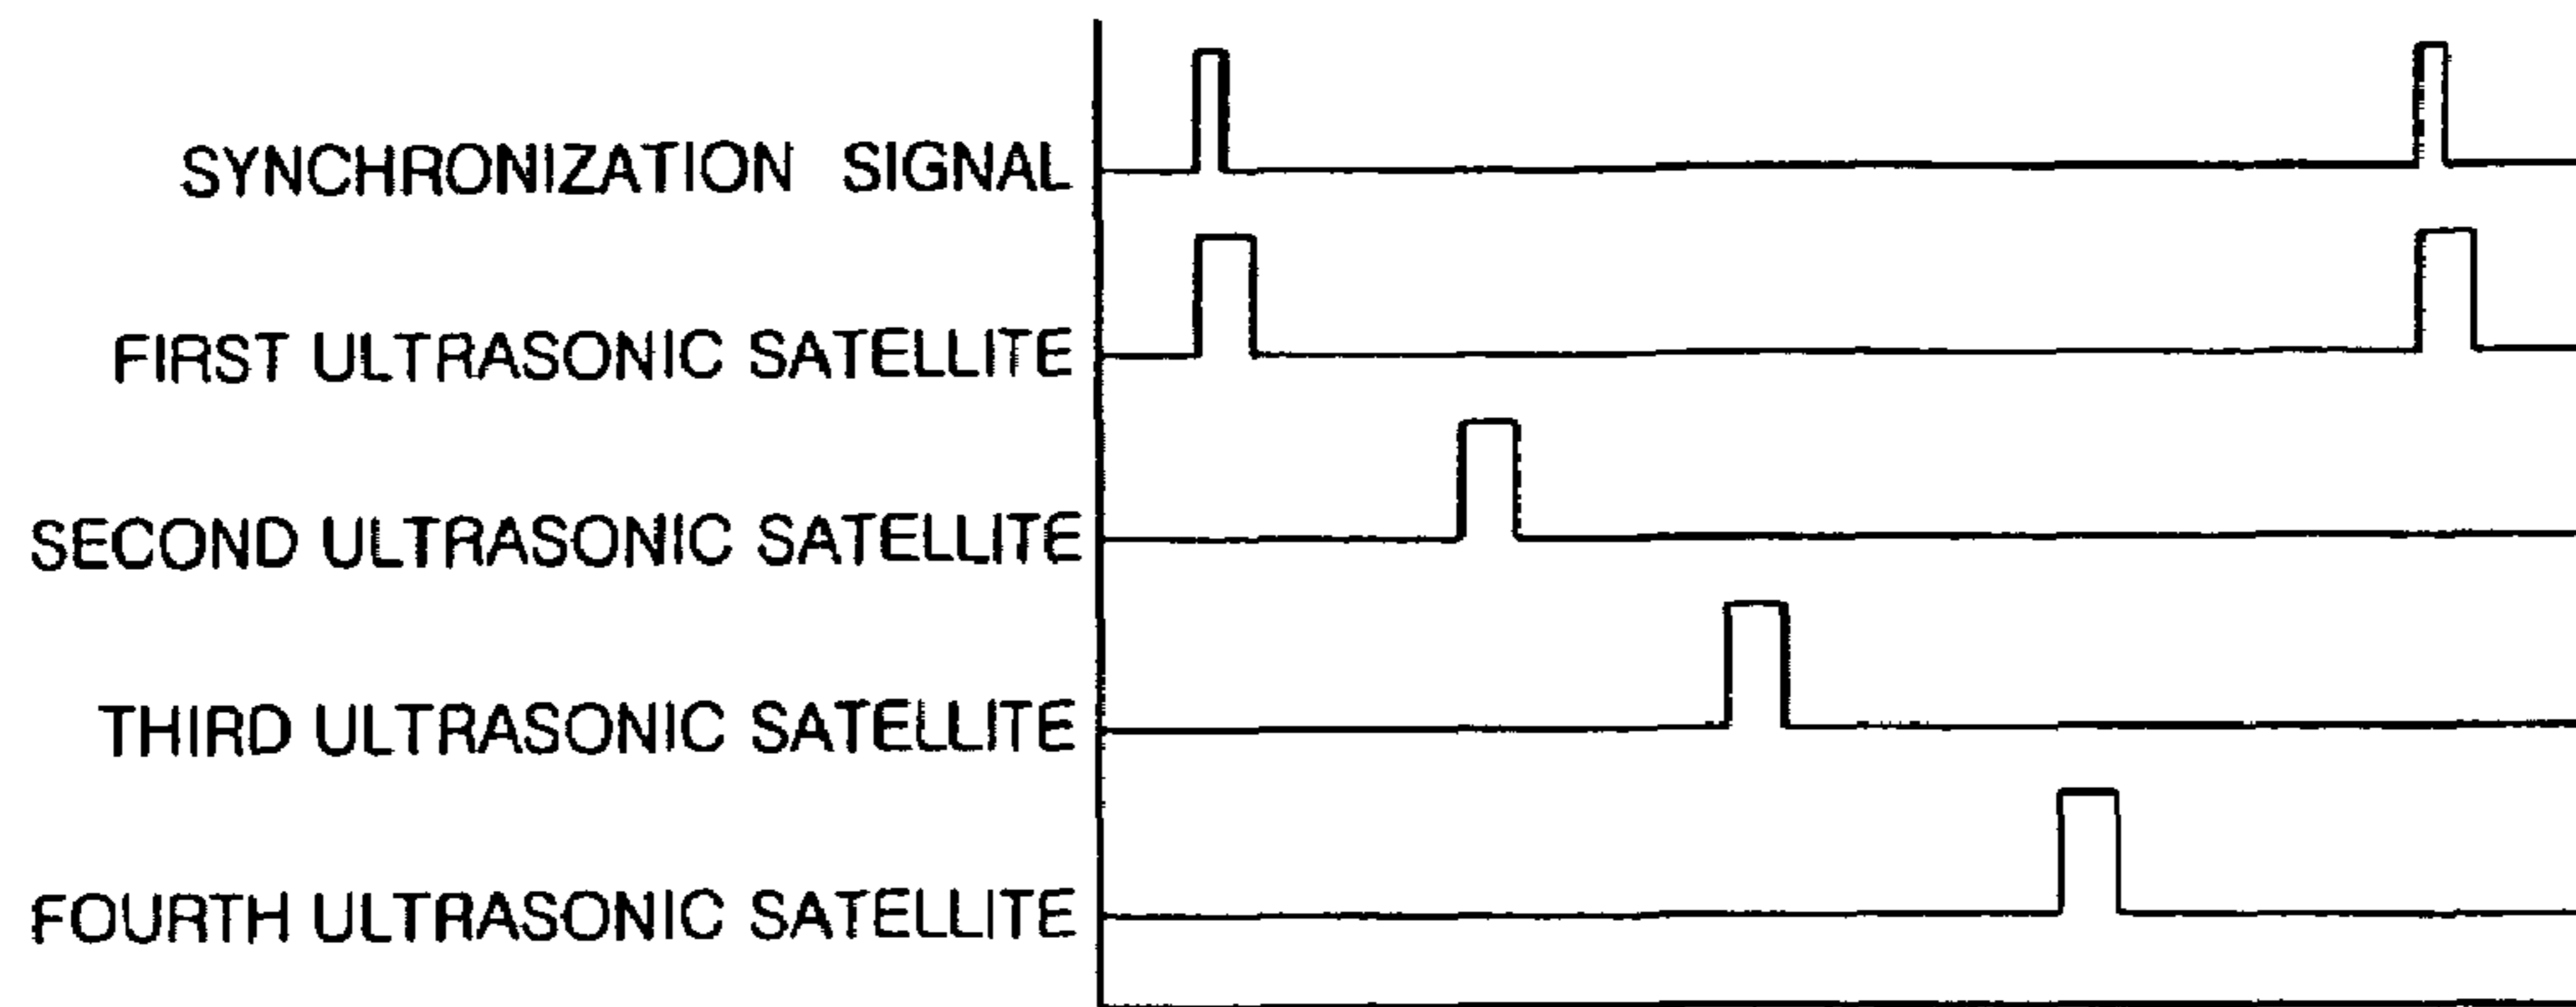 SYNCHRONIZATION SIGNAL
FIRST ULTRASONIC SATELLITE
SECOND ULTRASONIC SATELLITE
THIRD ULTRASONIC SATELLITE
FOURTH ULTRASONIC SATELLITE